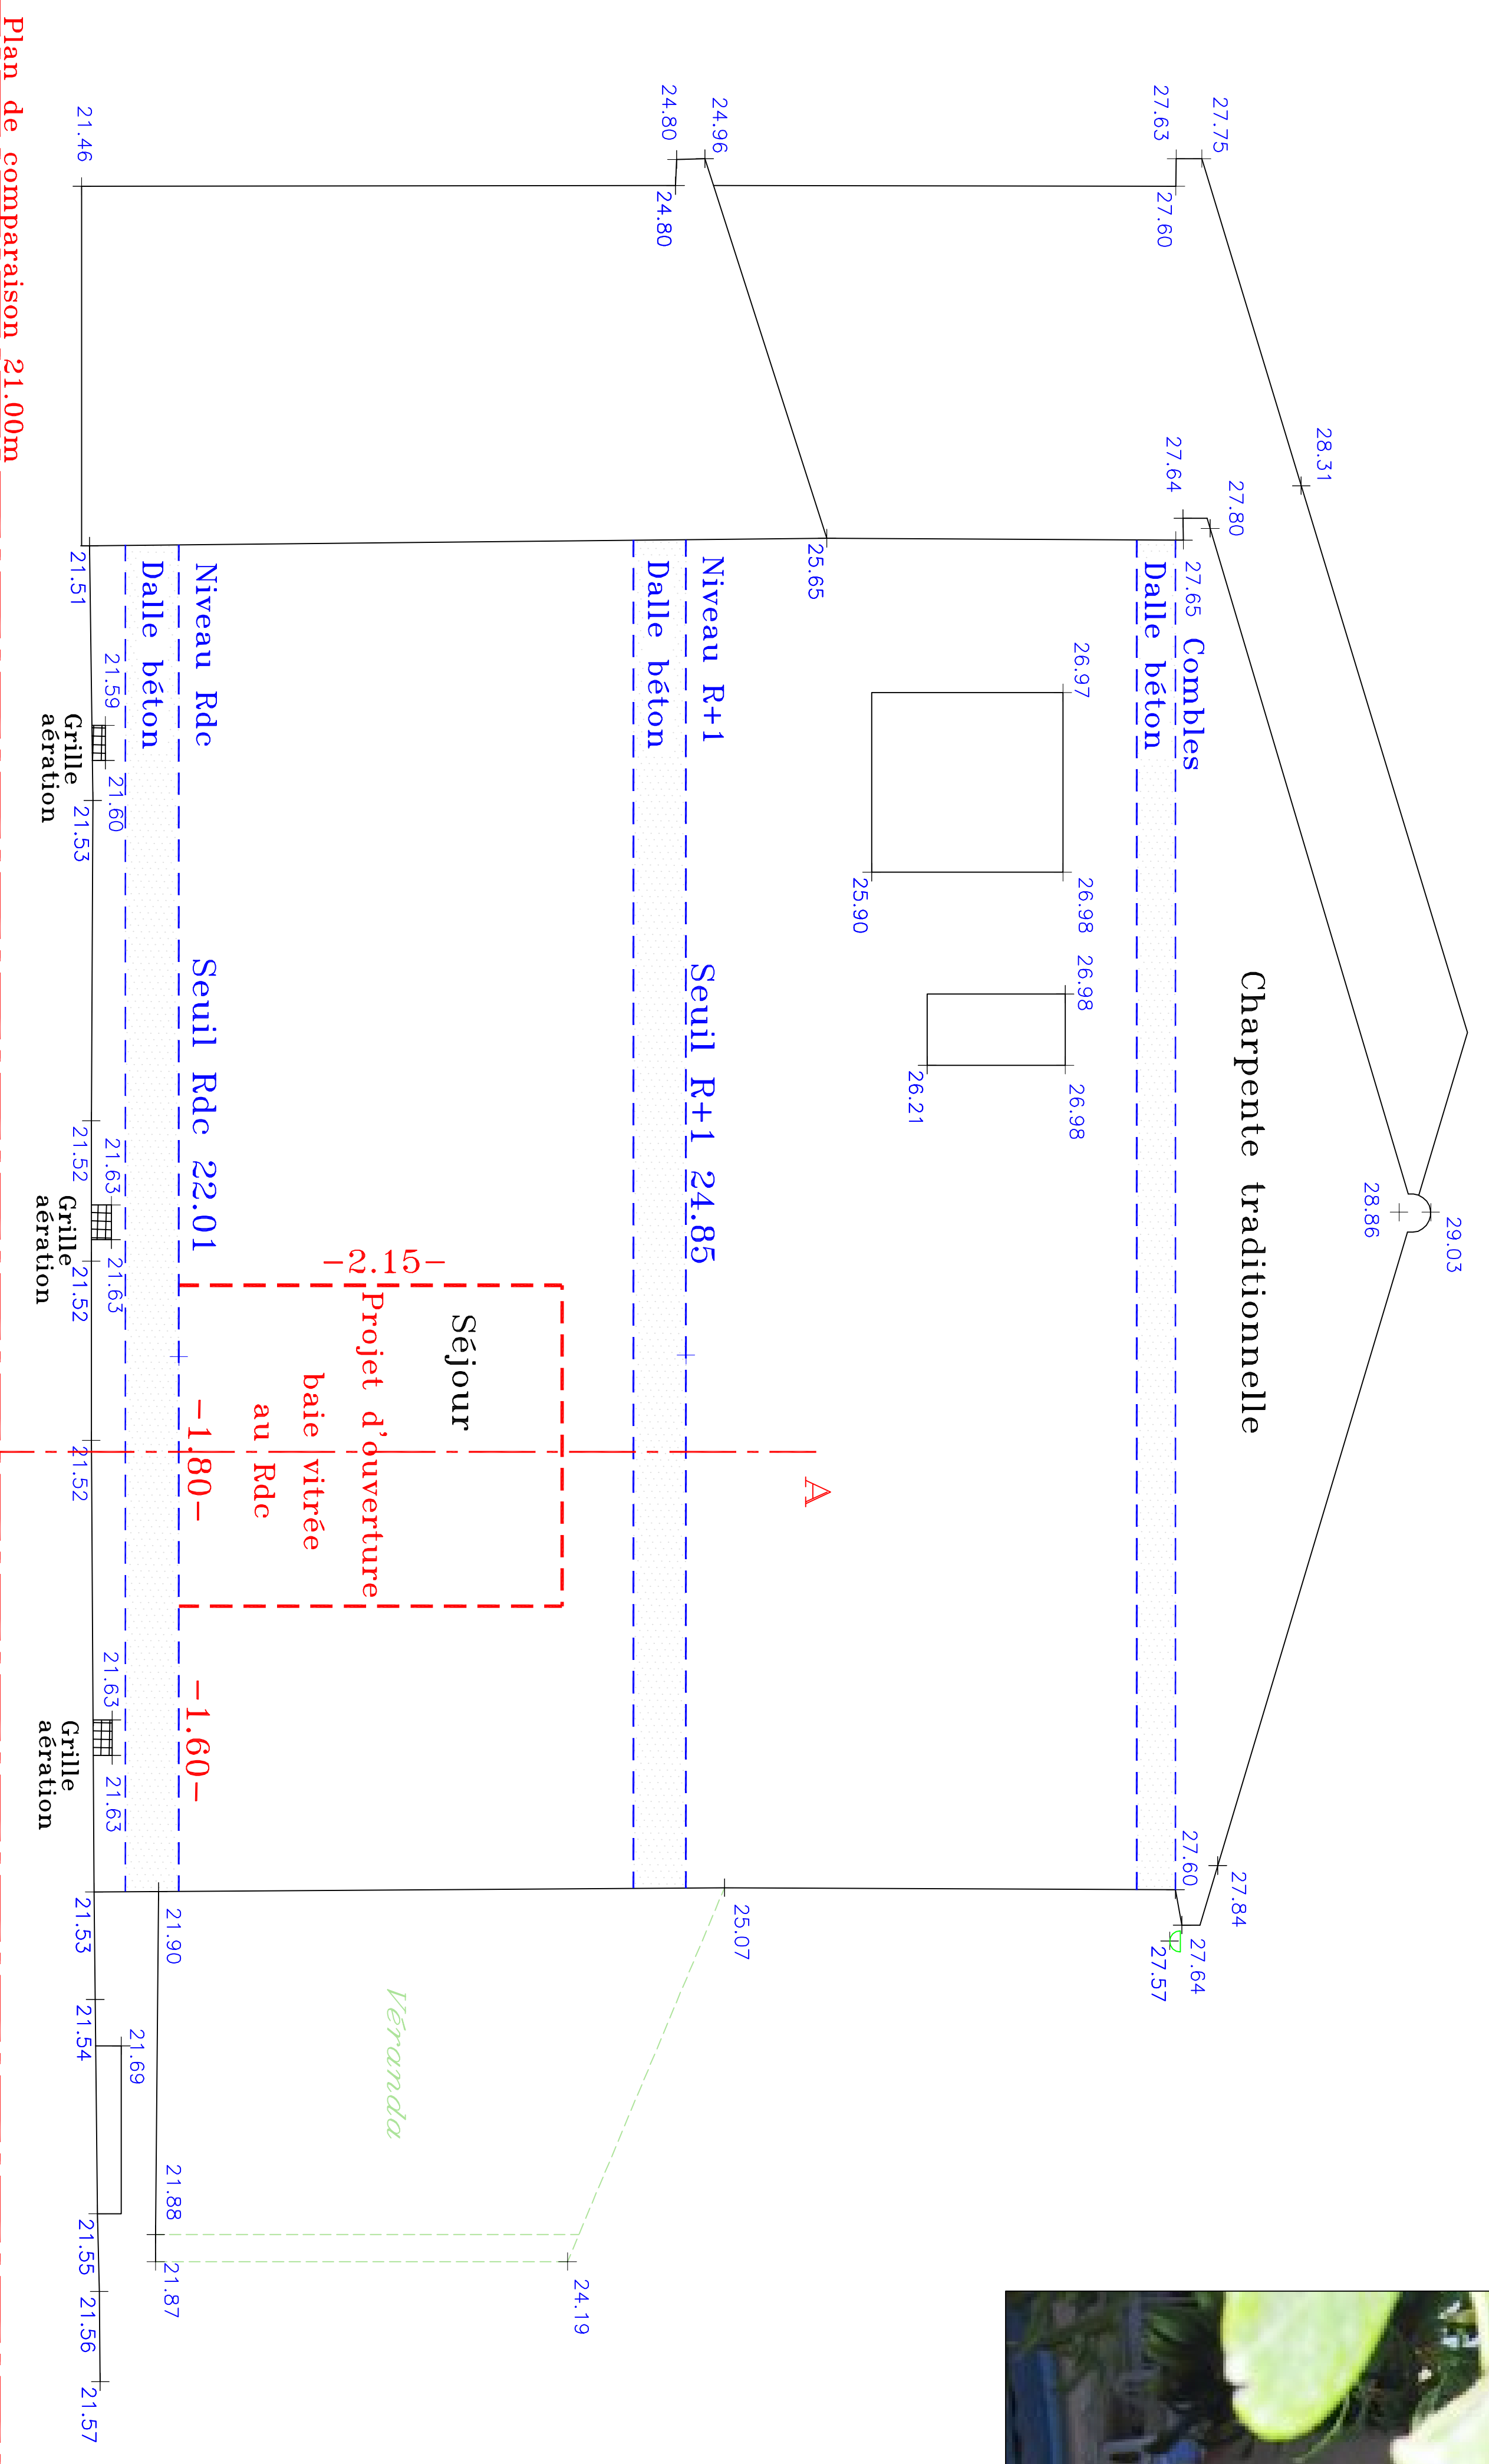 29.03
28.86
28.31
Charpente traditionnelle
27.75
27.63
27.60
27.80
27.64
27.65 Combles
Dalle béton
27.84
27.60
27.64
27.57
26.97
26.98
26.98
26.98
25.90
26.21
25.65
A
24.96
24.80
24.80
25.07
Niveau R+1
Seuil R+1 24.85
Dalle béton
24.19
Séjour
-2.15-
Projet d'ouverture
baie vitrée
au Rdc
Véranda
Niveau Rdc
Seuil Rdc 22.01
-1.80-
-1.60-
Dalle béton
21.90
21.88
21.87
21.46
21.51
21.59
21.60
21.53
21.52
21.63
21.63
21.52
21.52
21.63
21.63
21.53
21.54
21.69
21.55
21.56
21.57
Grille
aération
Grille
aération
Grille
aération
Plan de comparaison 21.00m